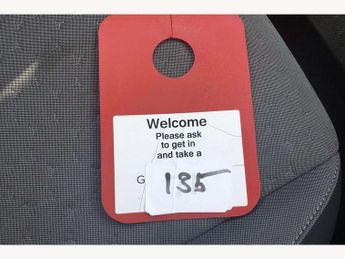 Welcome
Please ask
to get in
and take a
G
135